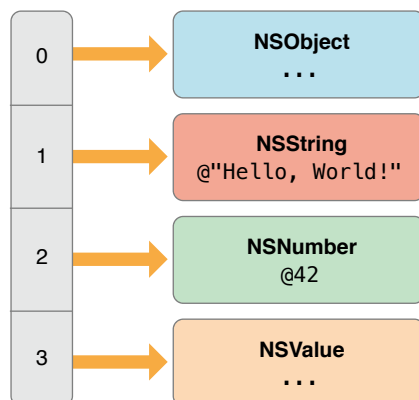 0
NSObject
...
1
NSString
@"Hello, World!"
2
NSNumber
@42
3
NSValue
...